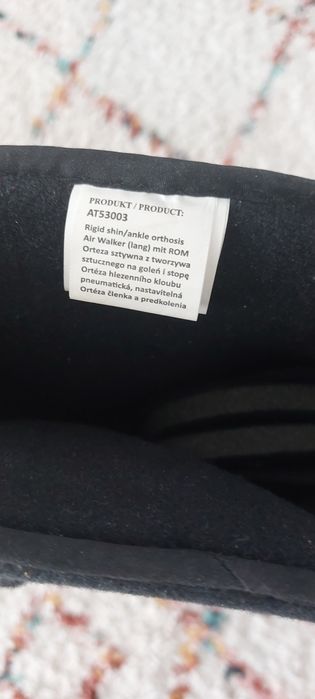 PRODUKT / PRODUCT:
AT53003
Rigid shin/ankle orthosis
Air Walker (lang) mit ROM
Orteza sztywna z tworzywa
sztucznego na goleń i stopę
Ortéza hlezenního kloubu
pneumatická, nastavitelná
Ortéza členka a predkolenia